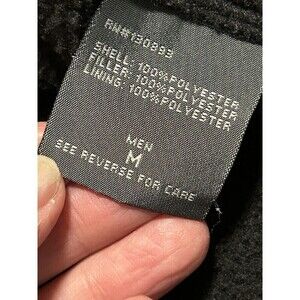 RN#130893
SHELL: 100%POLYESTER
FILLER: 100%POLYESTER
LINING: 100%POLYESTER
MEN
M
SEE REVERSE FOR CARE